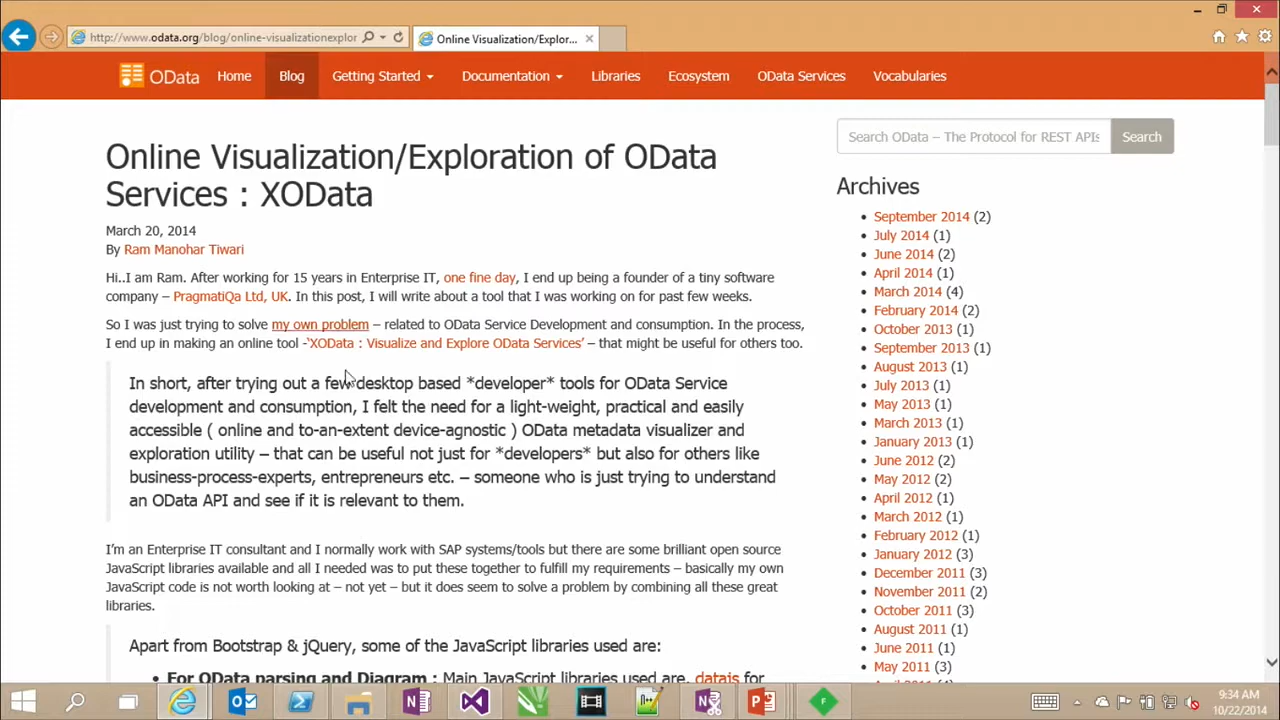 http://www.odata.org/blog/online-visualizationexplor
Online Visualization/Explor...
OData
Home
Blog
Getting Started
Documentation
Libraries
Ecosystem
OData Services
Vocabularies
Search OData – The Protocol for REST APIs
Search
Online Visualization/Exploration of OData
Services : XOData
March 20, 2014
By Ram Manohar Tiwari
Hi..I am Ram. After working for 15 years in Enterprise IT, one fine day, I end up being a founder of a tiny software
company – PragmatiQa Ltd, UK. In this post, I will write about a tool that I was working on for past few weeks.
So I was just trying to solve my own problem – related to OData Service Development and consumption. In the process,
I end up in making an online tool -‘XOData : Visualize and Explore OData Services’ – that might be useful for others too.
In short, after trying out a few desktop based *developer* tools for OData Service
development and consumption, I felt the need for a light-weight, practical and easily
accessible ( online and to-an-extent device-agnostic ) OData metadata visualizer and
exploration utility – that can be useful not just for *developers* but also for others like
business-process-experts, entrepreneurs etc. – someone who is just trying to understand
an OData API and see if it is relevant to them.
I’m an Enterprise IT consultant and I normally work with SAP systems/tools but there are some brilliant open source
JavaScript libraries available and all I needed was to put these together to fulfill my requirements – basically my own
JavaScript code is not worth looking at – not yet – but it does seem to solve a problem by combining all these great
libraries.
Apart from Bootstrap & jQuery, some of the JavaScript libraries used are:
For OData parsing and Diagram : Main JavaScript libraries used are, datajs for
Archives
September 2014 (2)
July 2014 (1)
June 2014 (2)
April 2014 (1)
March 2014 (4)
February 2014 (2)
October 2013 (1)
September 2013 (1)
August 2013 (1)
July 2013 (1)
May 2013 (1)
March 2013 (1)
January 2013 (1)
June 2012 (2)
May 2012 (2)
April 2012 (1)
March 2012 (1)
February 2012 (1)
January 2012 (3)
December 2011 (3)
November 2011 (2)
October 2011 (3)
August 2011 (1)
June 2011 (1)
May 2011 (3)
9:34 AM
10/22/2014